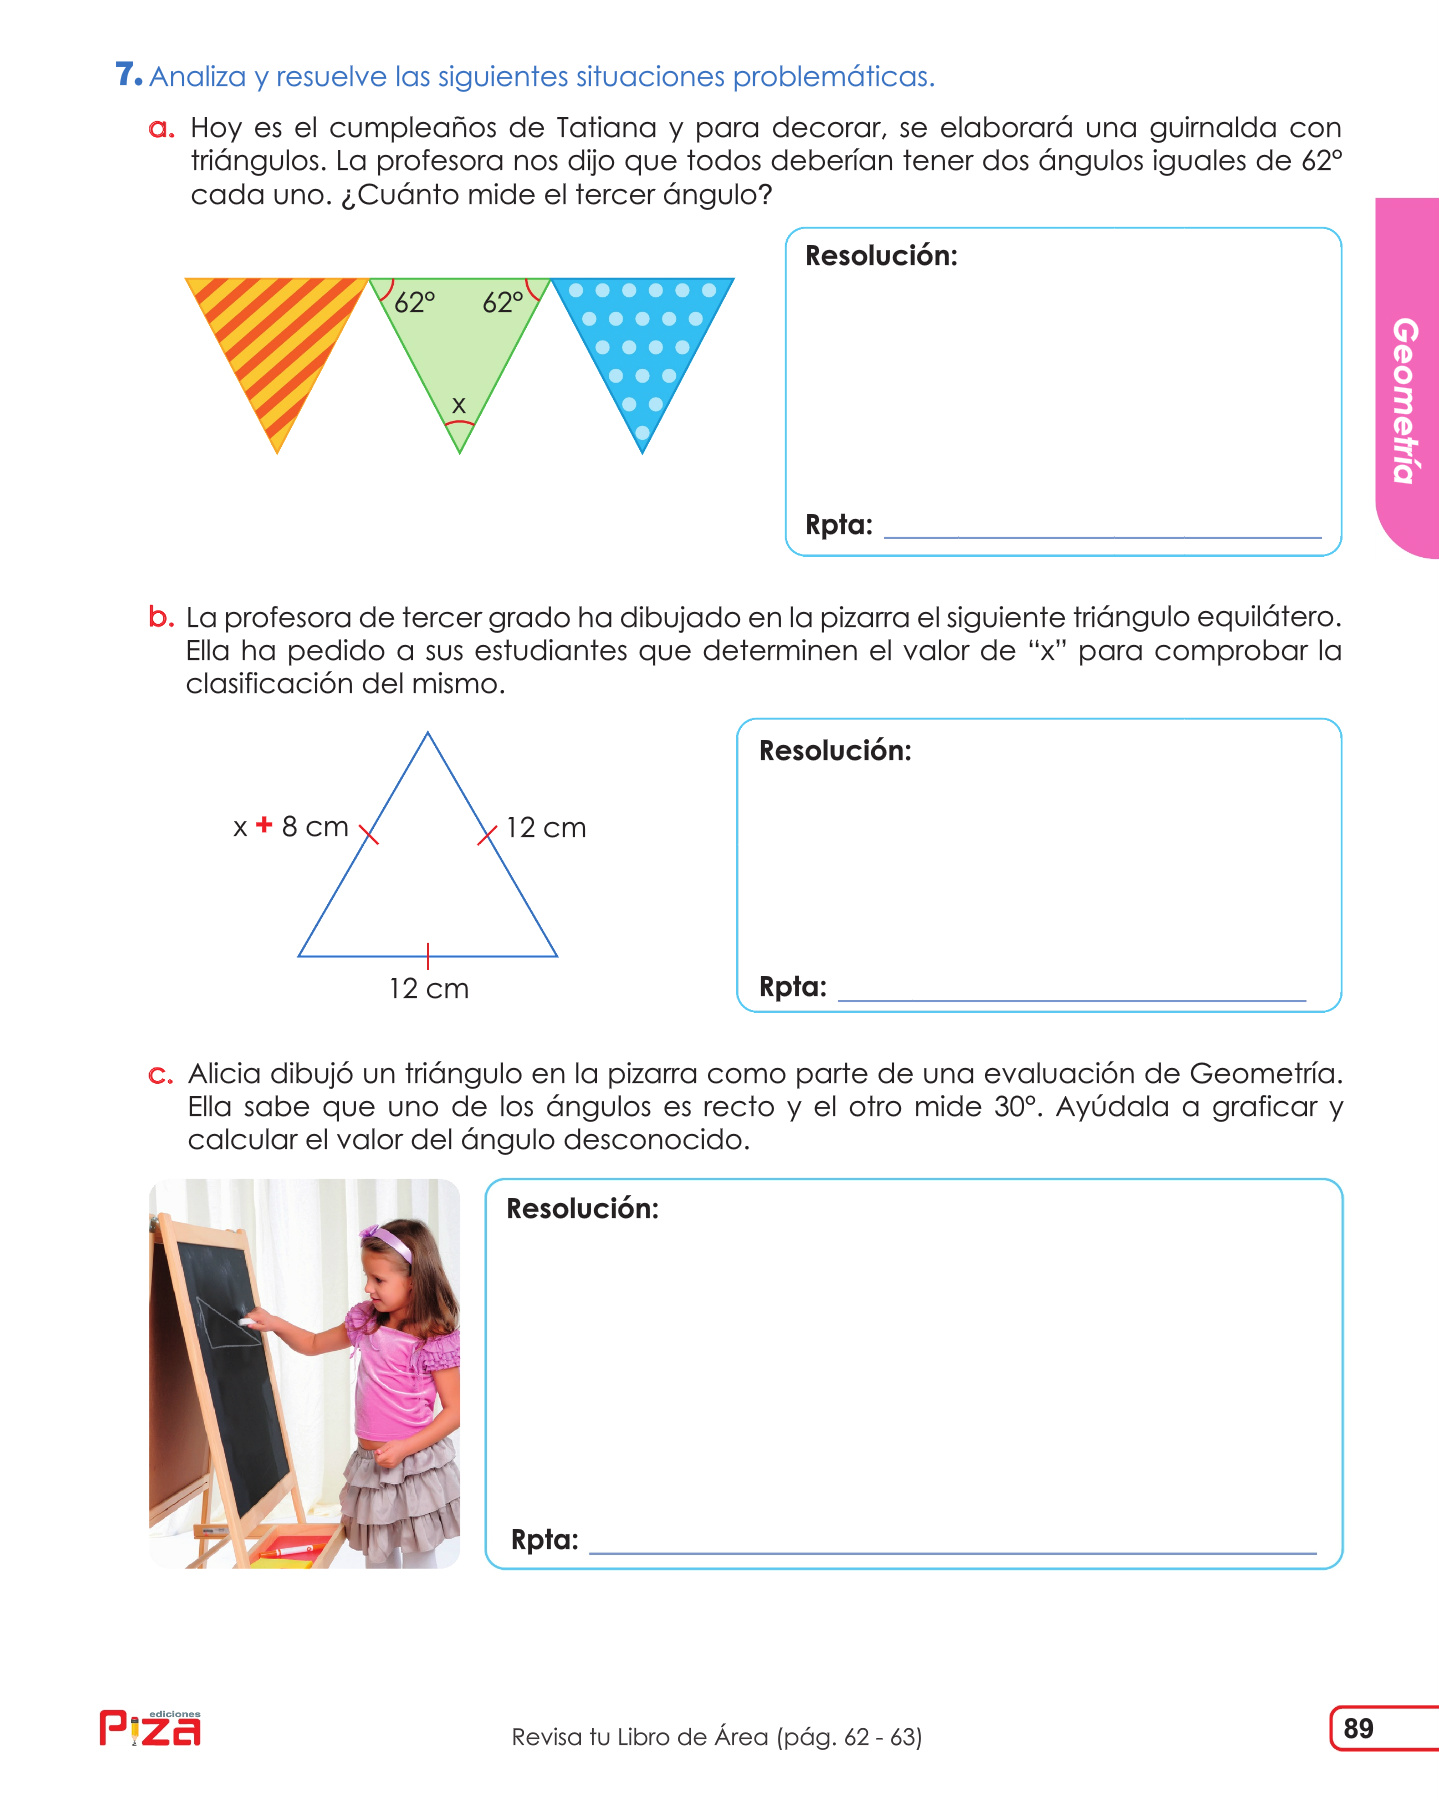 7. Analiza y resuelve las siguientes situaciones problemáticas.
a. Hoy es el cumpleaños de Tatiana y para decorar, se elaborará una guirnalda con
triángulos. La profesora nos dijo que todos deberían tener dos ángulos iguales de 62º
cada uno. ¿Cuánto mide el tercer ángulo?
62º 62º
x
Resolución:
Rpta:
Geometría
b. La profesora de tercer grado ha dibujado en la pizarra el siguiente triángulo equilátero.
Ella ha pedido a sus estudiantes que determinen el valor de “x” para comprobar la
clasificación del mismo.
x + 8 cm
12 cm
12 cm
Resolución:
Rpta:
c. Alicia dibujó un triángulo en la pizarra como parte de una evaluación de Geometría.
Ella sabe que uno de los ángulos es recto y el otro mide 30°. Ayúdala a graficar y
calcular el valor del ángulo desconocido.
Resolución:
Rpta:
ediciones
Piza
Revisa tu Libro de Área (pág. 62 - 63)
89